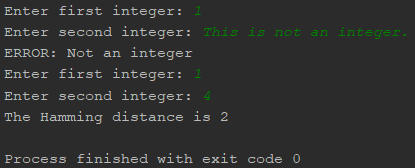 Enter first integer: 1
Enter second integer: This is not an integer.
ERROR: Not an integer
Enter first integer: 1
Enter second integer: 4
The Hamming distance is 2
Process finished with exit code 0